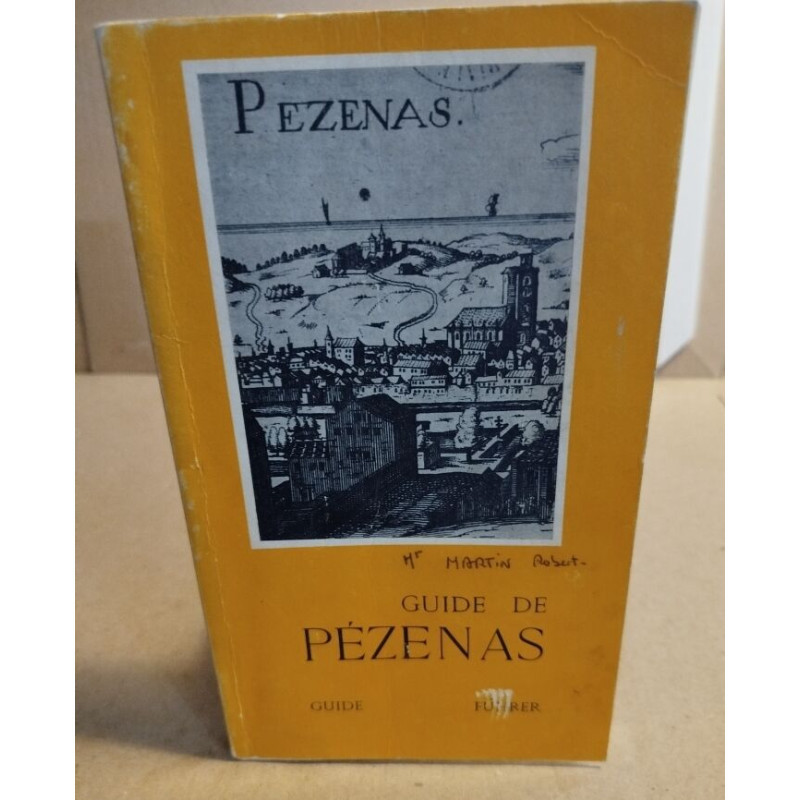 PEZENAS.
Mr MARTIN Robert-
GUIDE DE
PÉZENAS
GUIDE FÜHRER